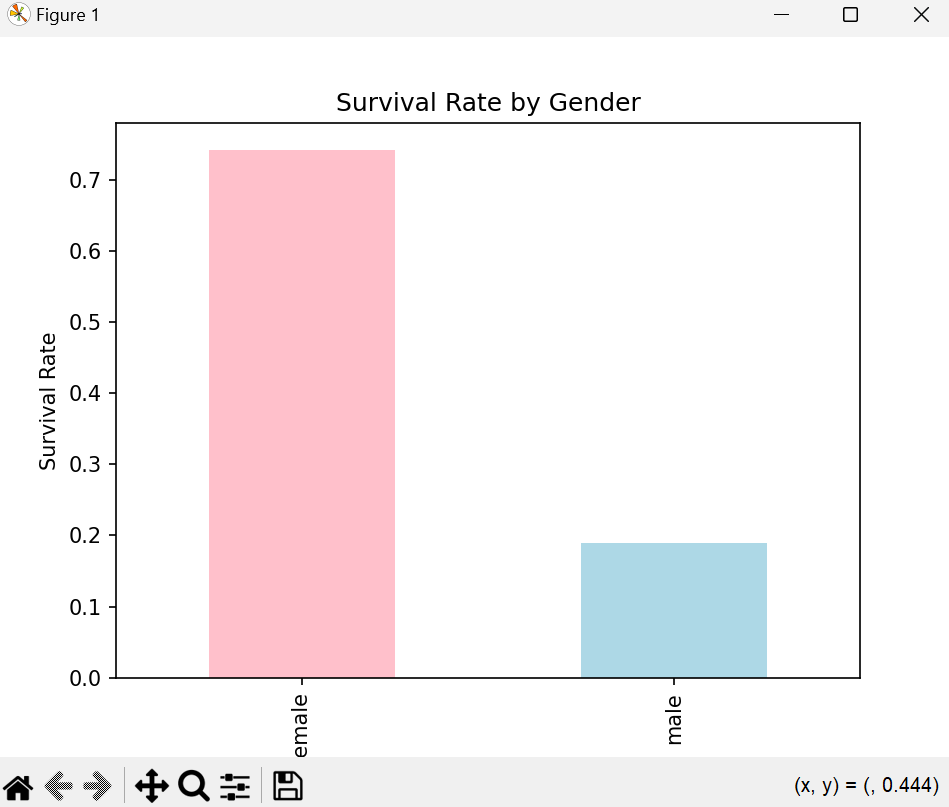 Figure 1
Survival Rate by Gender
Survival Rate
0.7
0.6
0.5
0.4
0.3
0.2
0.1
0.0
emale
male
(x, y) = (, 0.444)